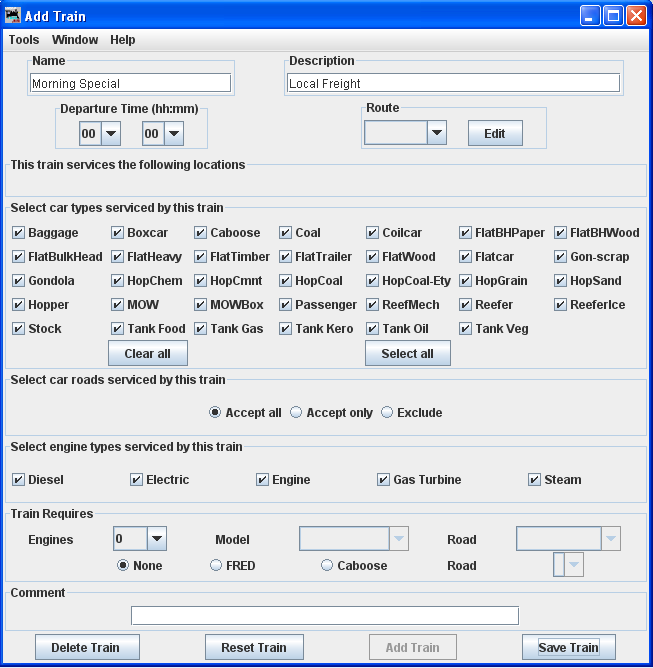 Add Train
Tools Window Help
Name Description
Morning Special Local Freight
Departure Time (hh:mm) Route
00 00 Edit
This train services the following locations
Select car types serviced by this train
Baggage Boxcar Caboose Coal Coilcar FlatBHPaper FlatBHWood
FlatBulkHead FlatHeavy FlatTimber FlatTrailer FlatWood Flatcar Gon-scrap
Gondola HopChem HopCmnt HopCoal HopCoal-Ety HopGrain HopSand
Hopper MOW MOWBox Passenger ReefMech Reefer ReeferIce
Stock Tank Food Tank Gas Tank Kero Tank Oil Tank Veg
Clear all Select all
Select car roads serviced by this train
Accept all Accept only Exclude
Select engine types serviced by this train
Diesel Electric Engine Gas Turbine Steam
Train Requires
Engines 0 Model Road
None FRED Caboose Road
Comment
Delete Train Reset Train Add Train Save Train